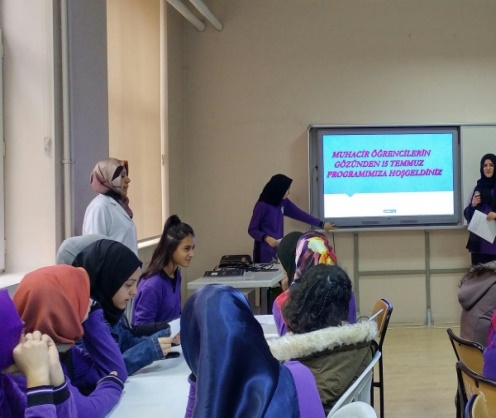 MUHACİR ÖĞRENCİLERİN
GÖZÜNDEN 15 TEMMUZ
PROGRAMIMIZA HOŞGELDİNİZ